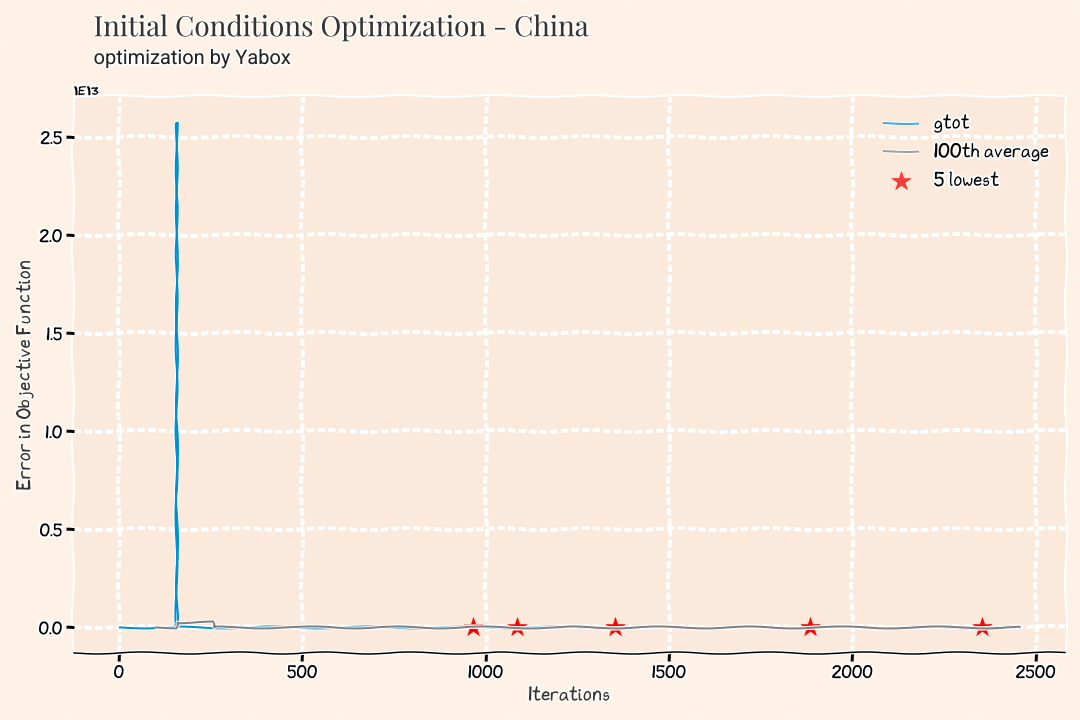 Initial Conditions Optimization - China
optimization by Yabox
1E13
gtot
100th average
5 lowest
2.5
2.0
1.5
1.0
0.5
0.0
Error in Objective Function
0 500 1000 1500 2000 2500
Iterations